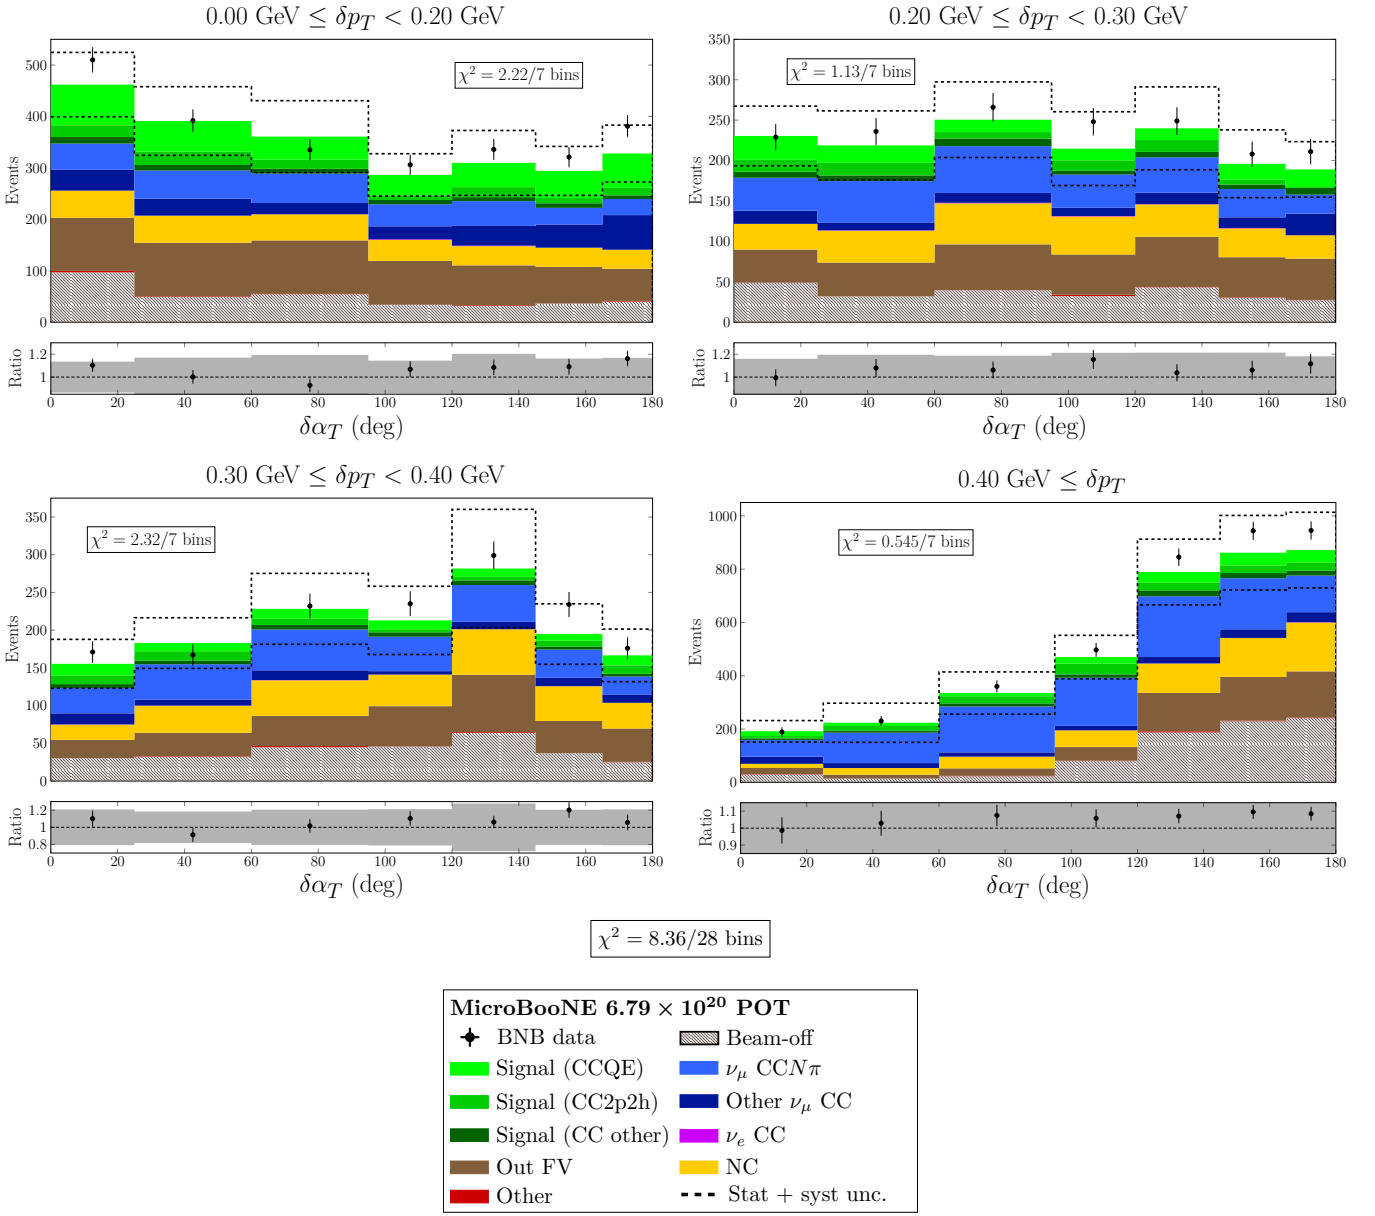 0.00 GeV ≤ δp_T < 0.20 GeV
Events
500
400
300
200
100
0
χ² = 2.22/7 bins
Ratio
1.2
1
0 20 40 60 80 100 120 140 160 180
δα_T (deg)
0.20 GeV ≤ δp_T < 0.30 GeV
Events
350
300
250
200
150
100
50
0
χ² = 1.13/7 bins
Ratio
1.2
1
0 20 40 60 80 100 120 140 160 180
δα_T (deg)
0.30 GeV ≤ δp_T < 0.40 GeV
Events
350
300
250
200
150
100
50
0
χ² = 2.32/7 bins
Ratio
1.2
1
0.8
0 20 40 60 80 100 120 140 160 180
δα_T (deg)
0.40 GeV ≤ δp_T
Events
1000
800
600
400
200
0
χ² = 0.545/7 bins
Ratio
1.1
1
0.9
0 20 40 60 80 100 120 140 160 180
δα_T (deg)
χ² = 8.36/28 bins
MicroBooNE 6.79 × 10²⁰ POT
BNB data
Beam-off
Signal (CCQE)
ν_μ CCNπ
Signal (CC2p2h)
Other ν_μ CC
Signal (CC other)
ν_e CC
Out FV
NC
Other
Stat + syst unc.